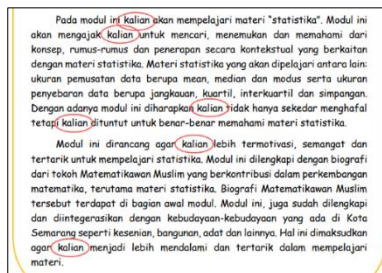 Pada modul ini kalian akan mempelajari materi "statistika". Modul ini
akan mengajak kalian untuk mencari, menemukan dan memahami dari
konsep, rumus-rumus dan penerapan secara kontekstual yang berkaitan
dengan materi statistika. Materi statistika yang akan dipelajari antara lain:
ukuran pemusatan data berupa mean, median dan modus serta ukuran
penyebaran data berupa jangkauan, kuartil, interkuartil dan simpangan.
Dengan adanya modul ini diharapkan kalian tidak hanya sekedar menghafal
tetapi kalian dituntut untuk benar-benar memahami materi statistika.
Modul ini dirancang agar kalian lebih termotivasi, semangat dan
tertarik untuk mempelajari statistika. Modul ini dilengkapi dengan biografi
dari tokoh Matematikawan Muslim yang berkontribusi dalam perkembangan
matematika, terutama materi statistika. Biografi Matematikawan Muslim
tersebut terdapat di bagian awal modul. Modul ini, juga sudah dilengkapi
dan diintegerasikan dengan kebudayaan-kebudayaan yang ada di Kota
Semarang seperti kesenian, bangunan, adat dan lainnya. Hal ini dimaksudkan
agar kalian menjadi lebih mendalami dan tertarik dalam mempelajari
materi.